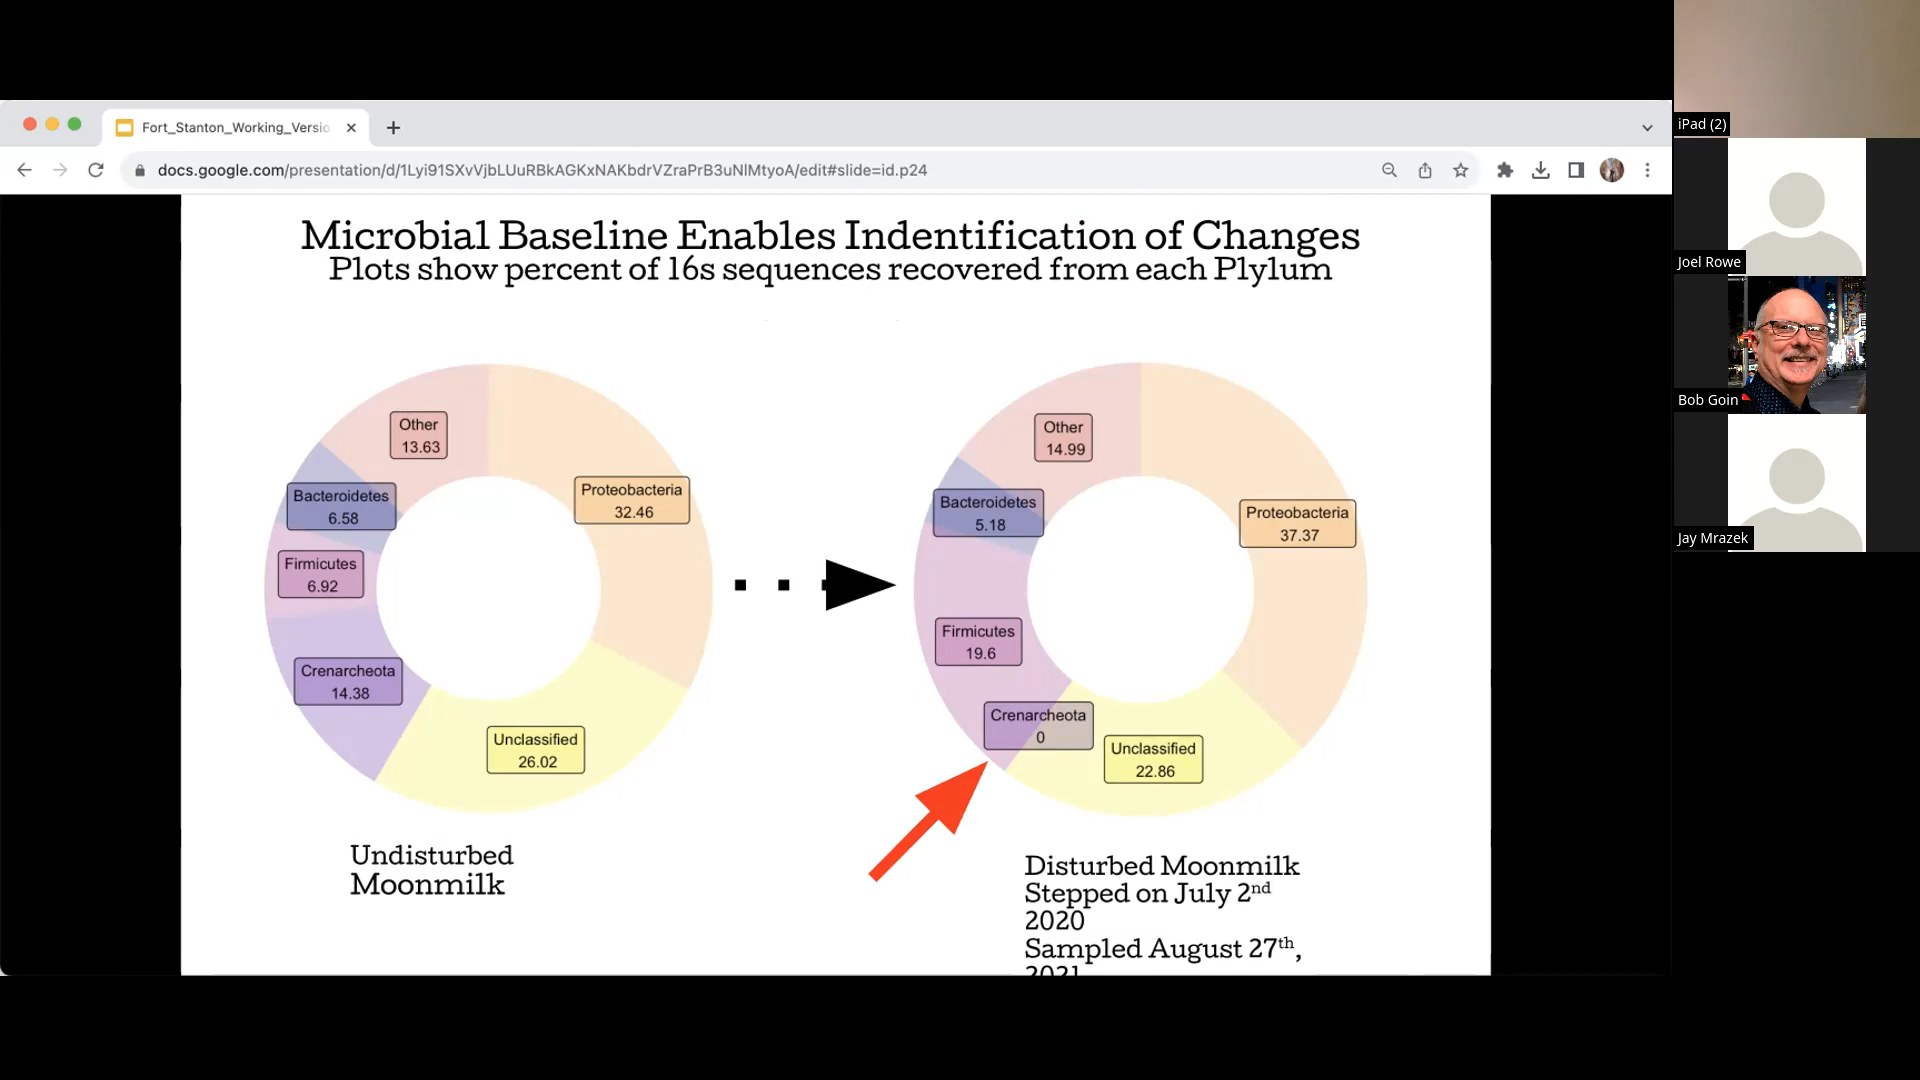 Fort_Stanton_Working_Versio
docs.google.com/presentation/d/1Lyi91SXvVjbLUuRBkAGKxNAKbdrVZraPrB3uNlMtyoA/edit#slide=id.p24
Microbial Baseline Enables Indentification of Changes
Plots show percent of 16s sequences recovered from each Plylum
Other
13.63
Bacteroidetes
6.58
Proteobacteria
32.46
Firmicutes
6.92
Crenarcheota
14.38
Unclassified
26.02
Undisturbed
Moonmilk
Other
14.99
Bacteroidetes
5.18
Proteobacteria
37.37
Firmicutes
19.6
Crenarcheota
0
Unclassified
22.86
Disturbed Moonmilk
Stepped on July 2nd
2020
Sampled August 27th,
2021
iPad (2)
Joel Rowe
Bob Goin
Jay Mrazek